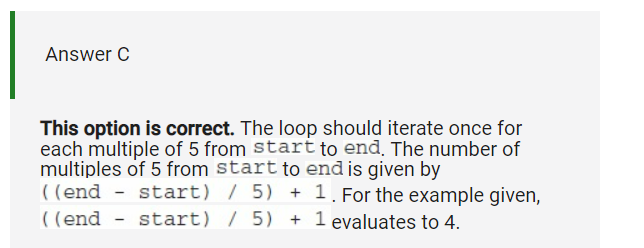 Answer C
This option is correct. The loop should iterate once for
each multiple of 5 from start to end. The number of
multiples of 5 from start to end is given by
((end - start) / 5) + 1. For the example given,
((end - start) / 5) + 1 evaluates to 4.